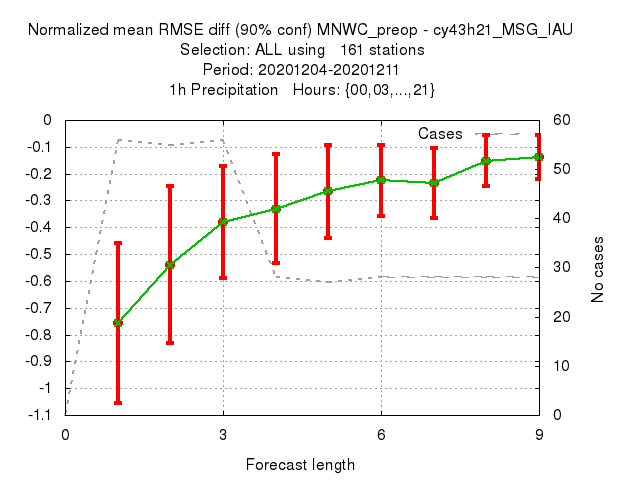 Normalized mean RMSE diff (90% conf) MNWC_preop - cy43h21_MSG_IAU
Selection: ALL using   161 stations
Period: 20201204-20201211
1h Precipitation   Hours: {00,03,...,21}
Cases
0
-0.1
-0.2
-0.3
-0.4
-0.5
-0.6
-0.7
-0.8
-0.9
-1
-1.1
60
50
40
30
20
10
0
No cases
0 3 6 9
Forecast length